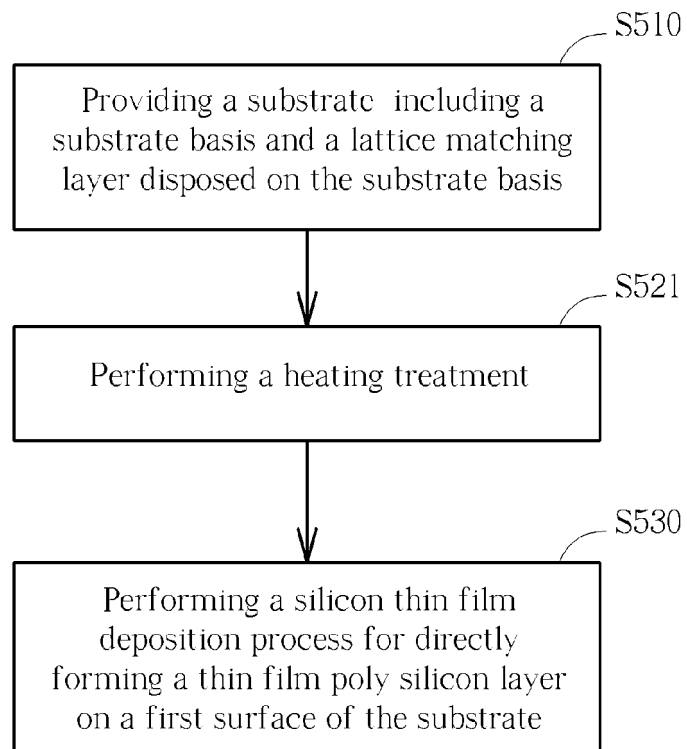 S510
Providing a substrate including a
substrate basis and a lattice matching
layer disposed on the substrate basis
S521
Performing a heating treatment
S530
Performing a silicon thin film
deposition process for directly
forming a thin film poly silicon layer
on a first surface of the substrate